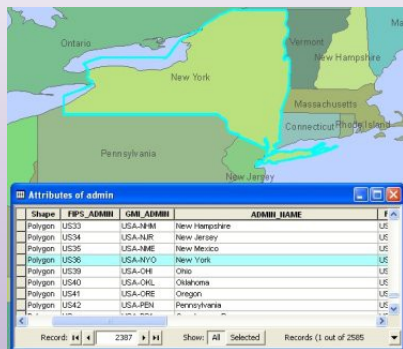 Ontario
Vermont
Ma
New Hampshire
New York
Massachusetts
Connecticut Rhode Island
Pennsylvania
New Jersey
Attributes of admin
Shape FIPS_ADMIN GMI_ADMIN ADMIN_NAME F
Polygon US33 USA-NHM New Hampshire US
Polygon US34 USA-NJR New Jersey US
Polygon US35 USA-NME New Mexico US
Polygon US36 USA-NYO New York US
Polygon US39 USA-OHI Ohio US
Polygon US40 USA-OKL Oklahoma US
Polygon US41 USA-ORE Oregon US
Polygon US42 USA-PEN Pennsylvania US
Record: 2387 Show: All Selected Records (1 out of 2585